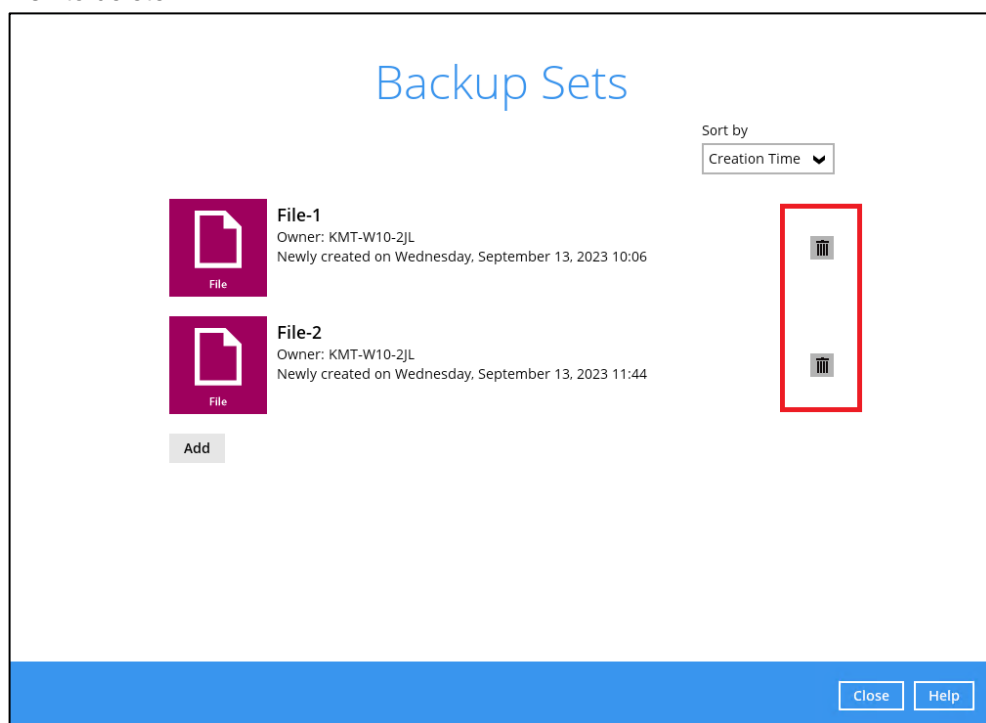 Backup Sets
Sort by
Creation Time
File-1
Owner: KMT-W10-2JL
Newly created on Wednesday, September 13, 2023 10:06
File
File-2
Owner: KMT-W10-2JL
Newly created on Wednesday, September 13, 2023 11:44
File
Add
Close Help